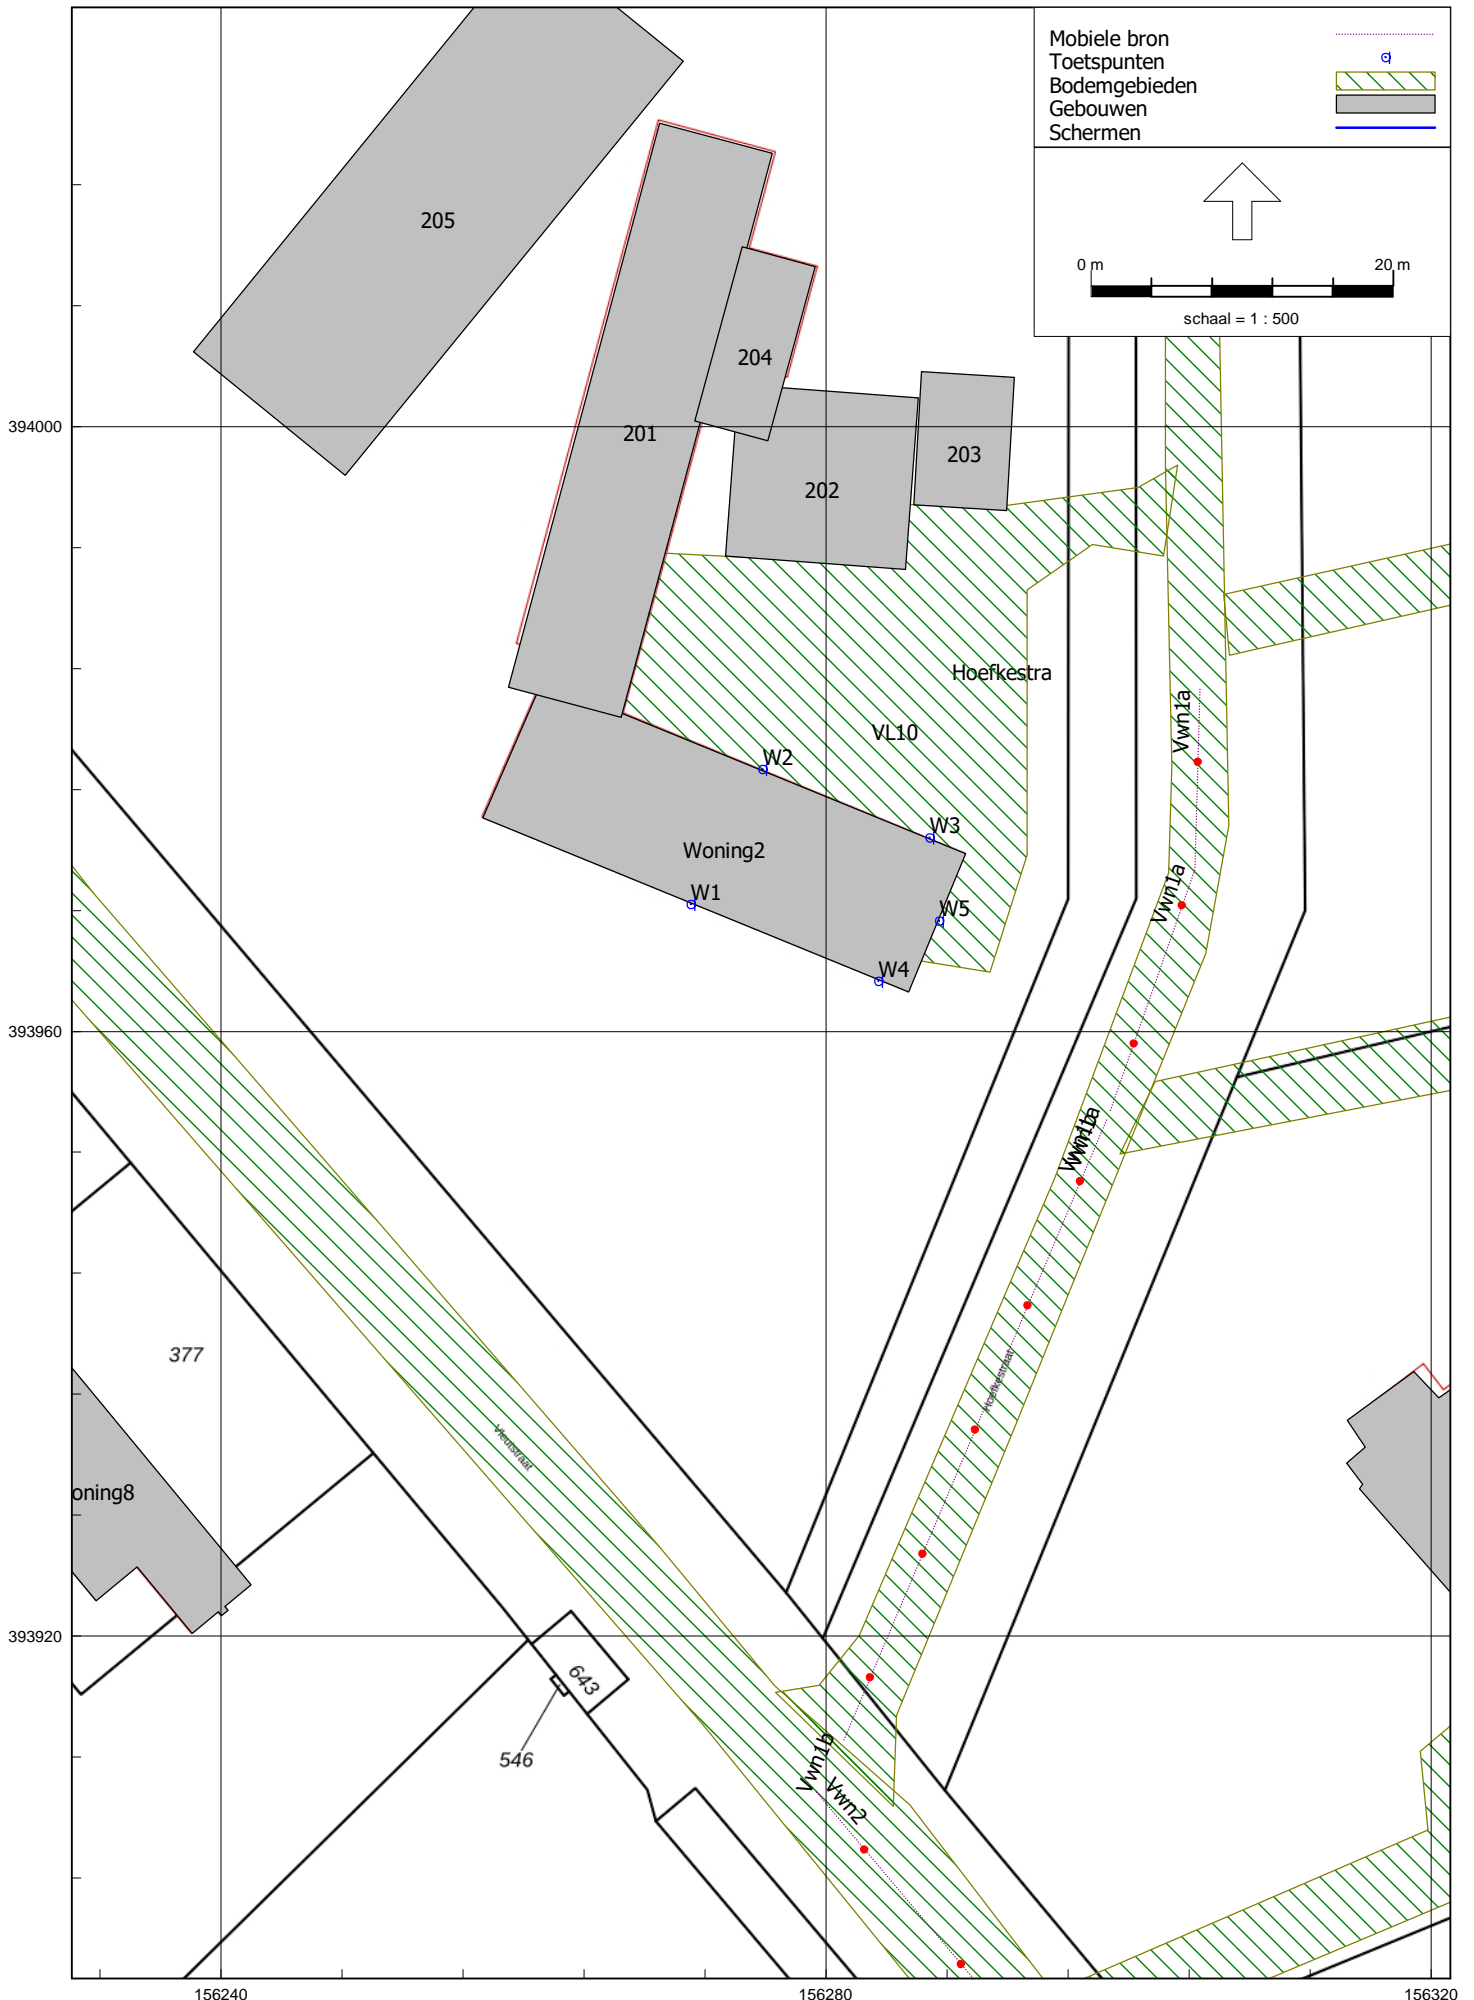 Mobiele bron
Toetspunten
Bodemgebieden
Gebouwen
Schermen
0 m
20 m
schaal = 1 : 500
205
204
201
203
202
394000
Hoefkestra
Vwn1a
VL10
W2
W3
Woning2
W1
Vwn1a
W5
W4
393960
377
Hoefkestraat
oning8
393920
643
546
Vwn1b
Vwn2
156240
156280
156320